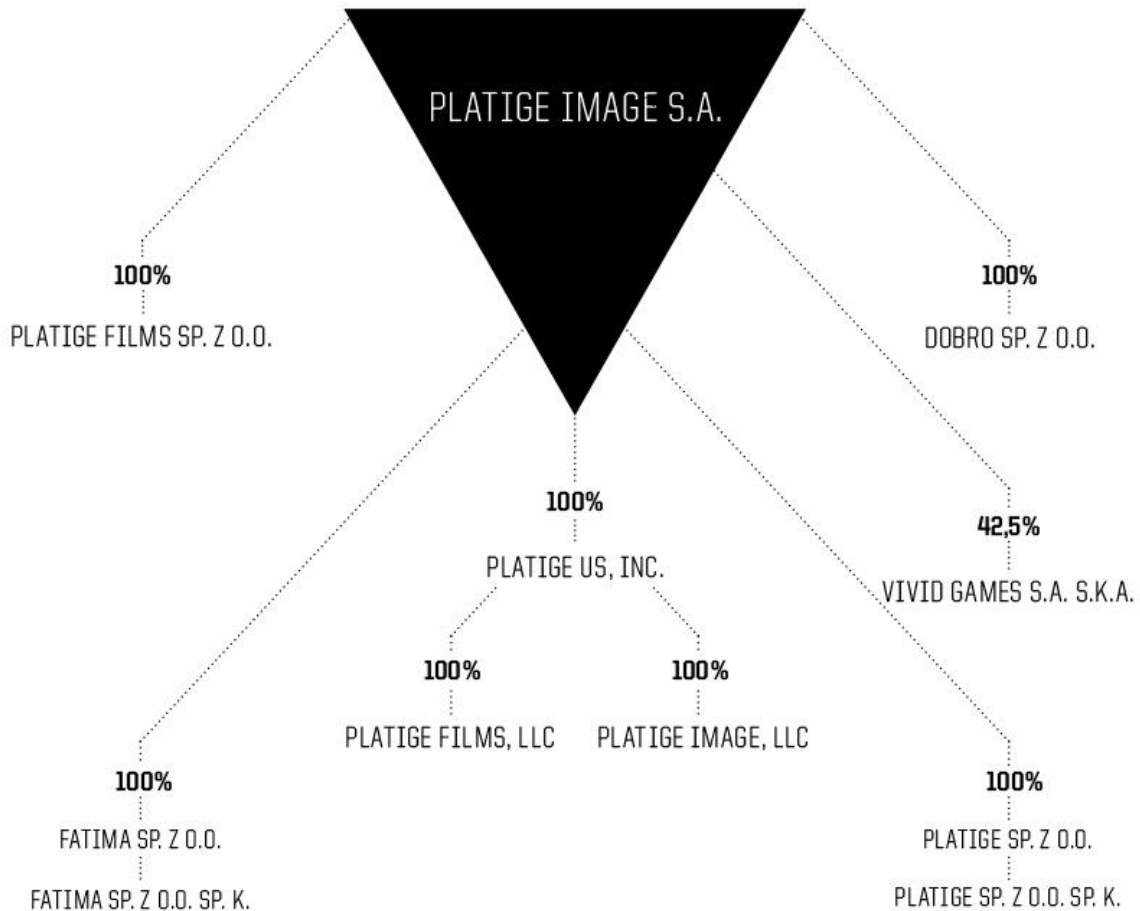 PLATIGE IMAGE S.A.
100%
PLATIGE FILMS SP. Z O.O.
100%
DOBRO SP. Z O.O.
100%
PLATIGE US, INC.
42,5%
VIVID GAMES S.A. S.K.A.
100%
PLATIGE FILMS, LLC
100%
PLATIGE IMAGE, LLC
100%
FATIMA SP. Z O.O.
FATIMA SP. Z O.O. SP. K.
100%
PLATIGE SP. Z O.O.
PLATIGE SP. Z O.O. SP. K.